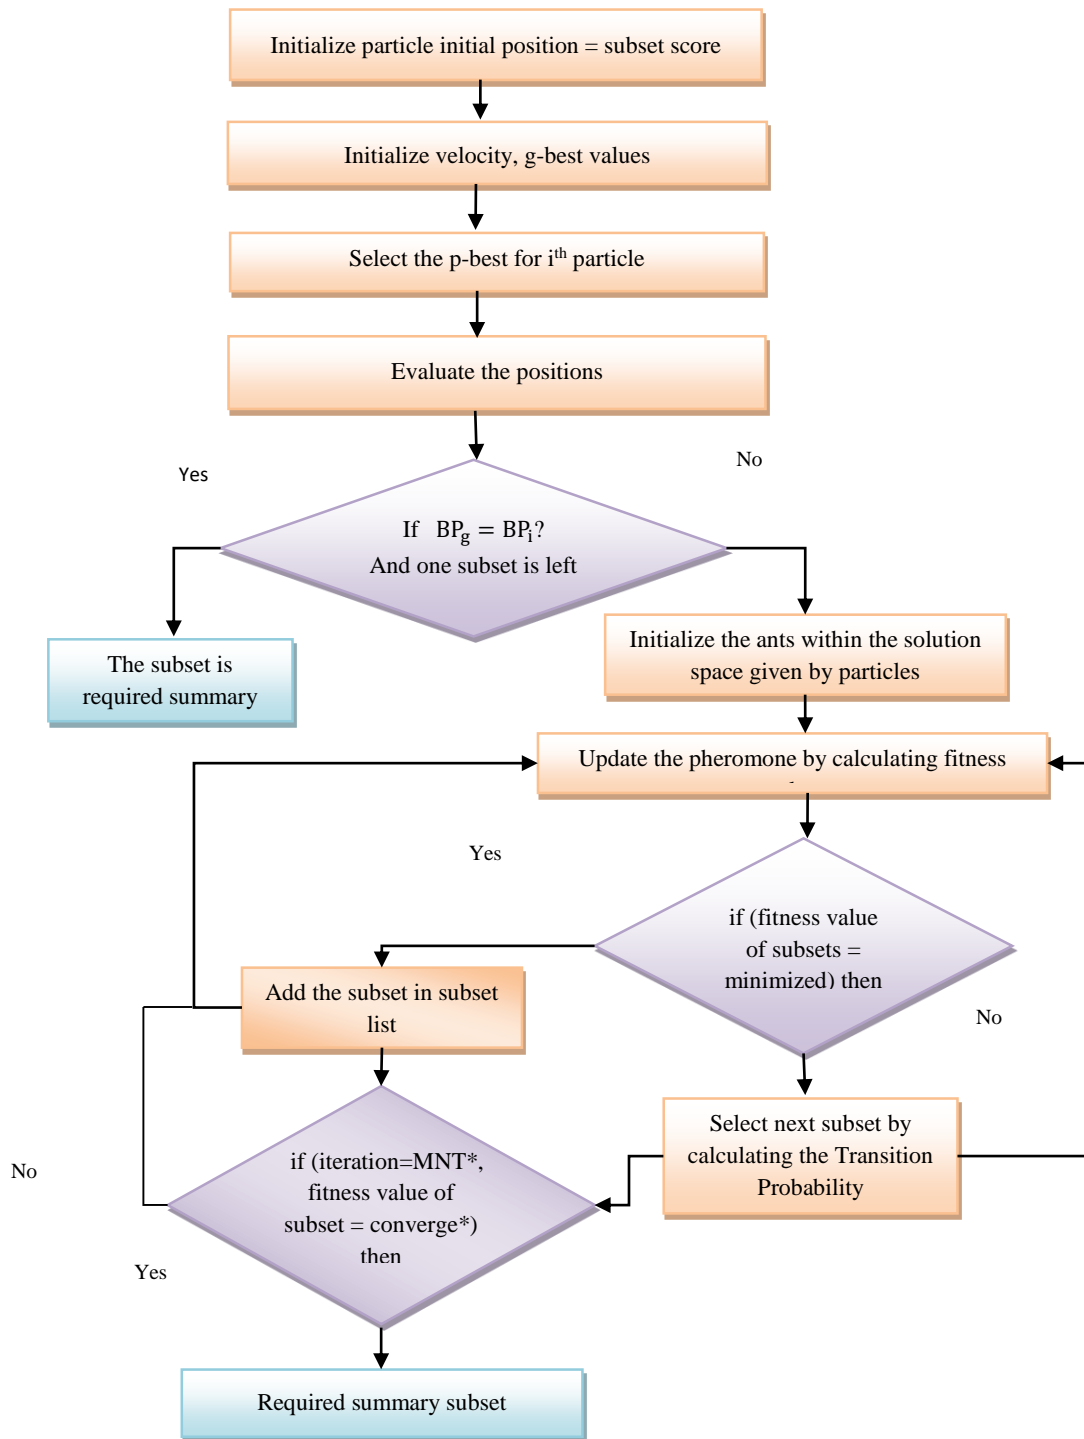 Initialize particle initial position = subset score
Initialize velocity, g-best values
Select the p-best for iᵗʰ particle
Evaluate the positions
Yes
No
If BP_g = BP_i?
And one subset is left
The subset is
required summary
Initialize the ants within the solution
space given by particles
Update the pheromone by calculating fitness
Yes
if (fitness value
of subsets =
minimized) then
Add the subset in subset
list
No
Select next subset by
calculating the Transition
Probability
if (iteration=MNT*,
fitness value of
subset = converge*)
then
No
Yes
Required summary subset